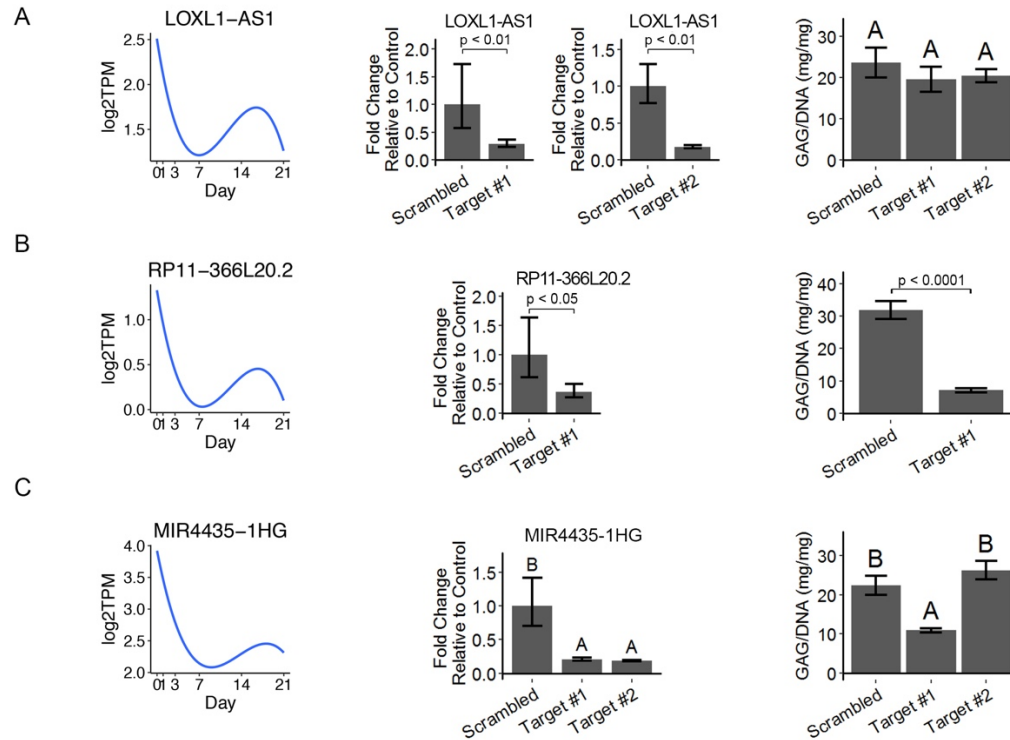 A
LOXL1−AS1
log2TPM
2.5
2.0
1.5
0 1 3 7 14 21
Day
LOXL1-AS1
p < 0.01
Fold Change
Relative to Control
2.0
1.5
1.0
0.5
0.0
Scrambled
Target #1
LOXL1-AS1
p < 0.01
Fold Change
Relative to Control
1.5
1.0
0.5
0.0
Scrambled
Target #2
GAG/DNA (mg/mg)
30
20
10
0
A A A
Scrambled
Target #1
Target #2
B
RP11−366L20.2
log2TPM
1.0
0.5
0.0
0 1 3 7 14 21
Day
RP11-366L20.2
p < 0.05
Fold Change
Relative to Control
2.0
1.5
1.0
0.5
0.0
Scrambled
Target #1
p < 0.0001
GAG/DNA (mg/mg)
40
30
20
10
0
Scrambled
Target #1
C
MIR4435−1HG
log2TPM
4.0
3.5
3.0
2.5
2.0
0 1 3 7 14 21
Day
MIR4435-1HG
Fold Change
Relative to Control
2.0
1.5
1.0
0.5
0.0
B A A
Scrambled
Target #1
Target #2
GAG/DNA (mg/mg)
30
20
10
0
B A B
Scrambled
Target #1
Target #2